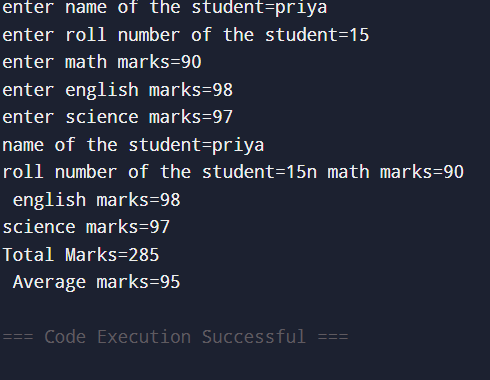 enter name of the student=priya
enter roll number of the student=15
enter math marks=90
enter english marks=98
enter science marks=97
name of the student=priya
roll number of the student=15n math marks=90
 english marks=98
science marks=97
Total Marks=285
 Average marks=95
=== Code Execution Successful ===